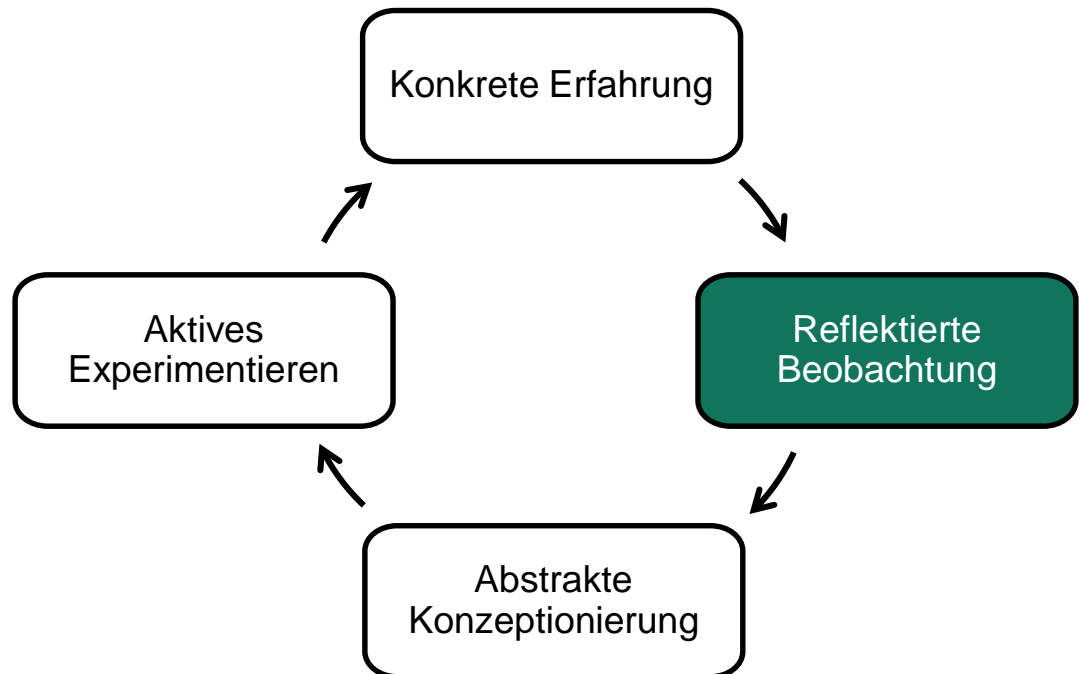 Konkrete Erfahrung
Aktives
Experimentieren
Reflektierte
Beobachtung
Abstrakte
Konzeptionierung